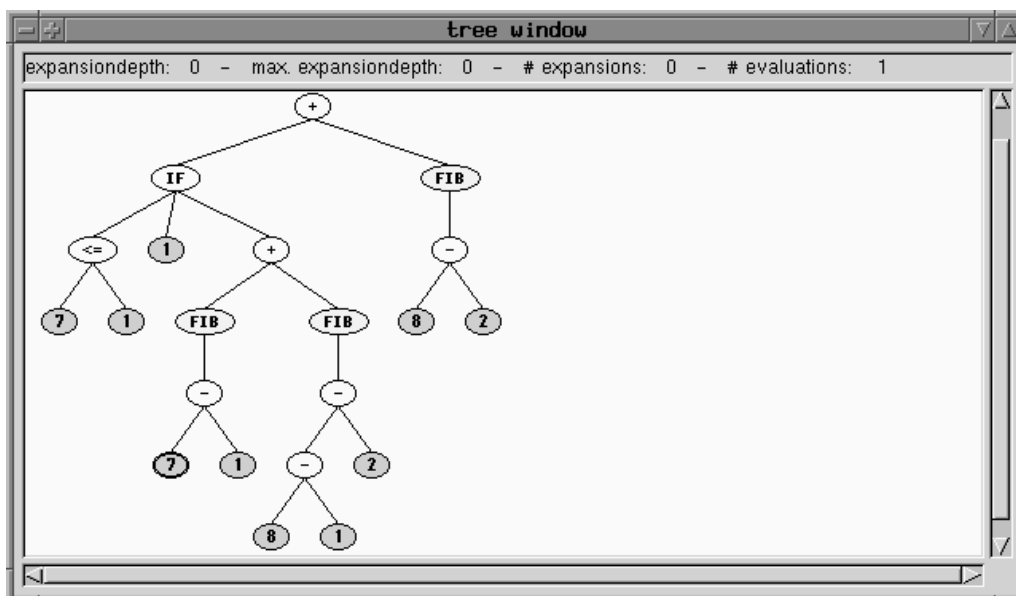 tree window
expansiondepth: 0 - max. expansiondepth: 0 - # expansions: 0 - # evaluations: 1
+
IF FIB
<= 1 + -
7 1 FIB FIB 8 2
- -
7 1 - 2
8 1